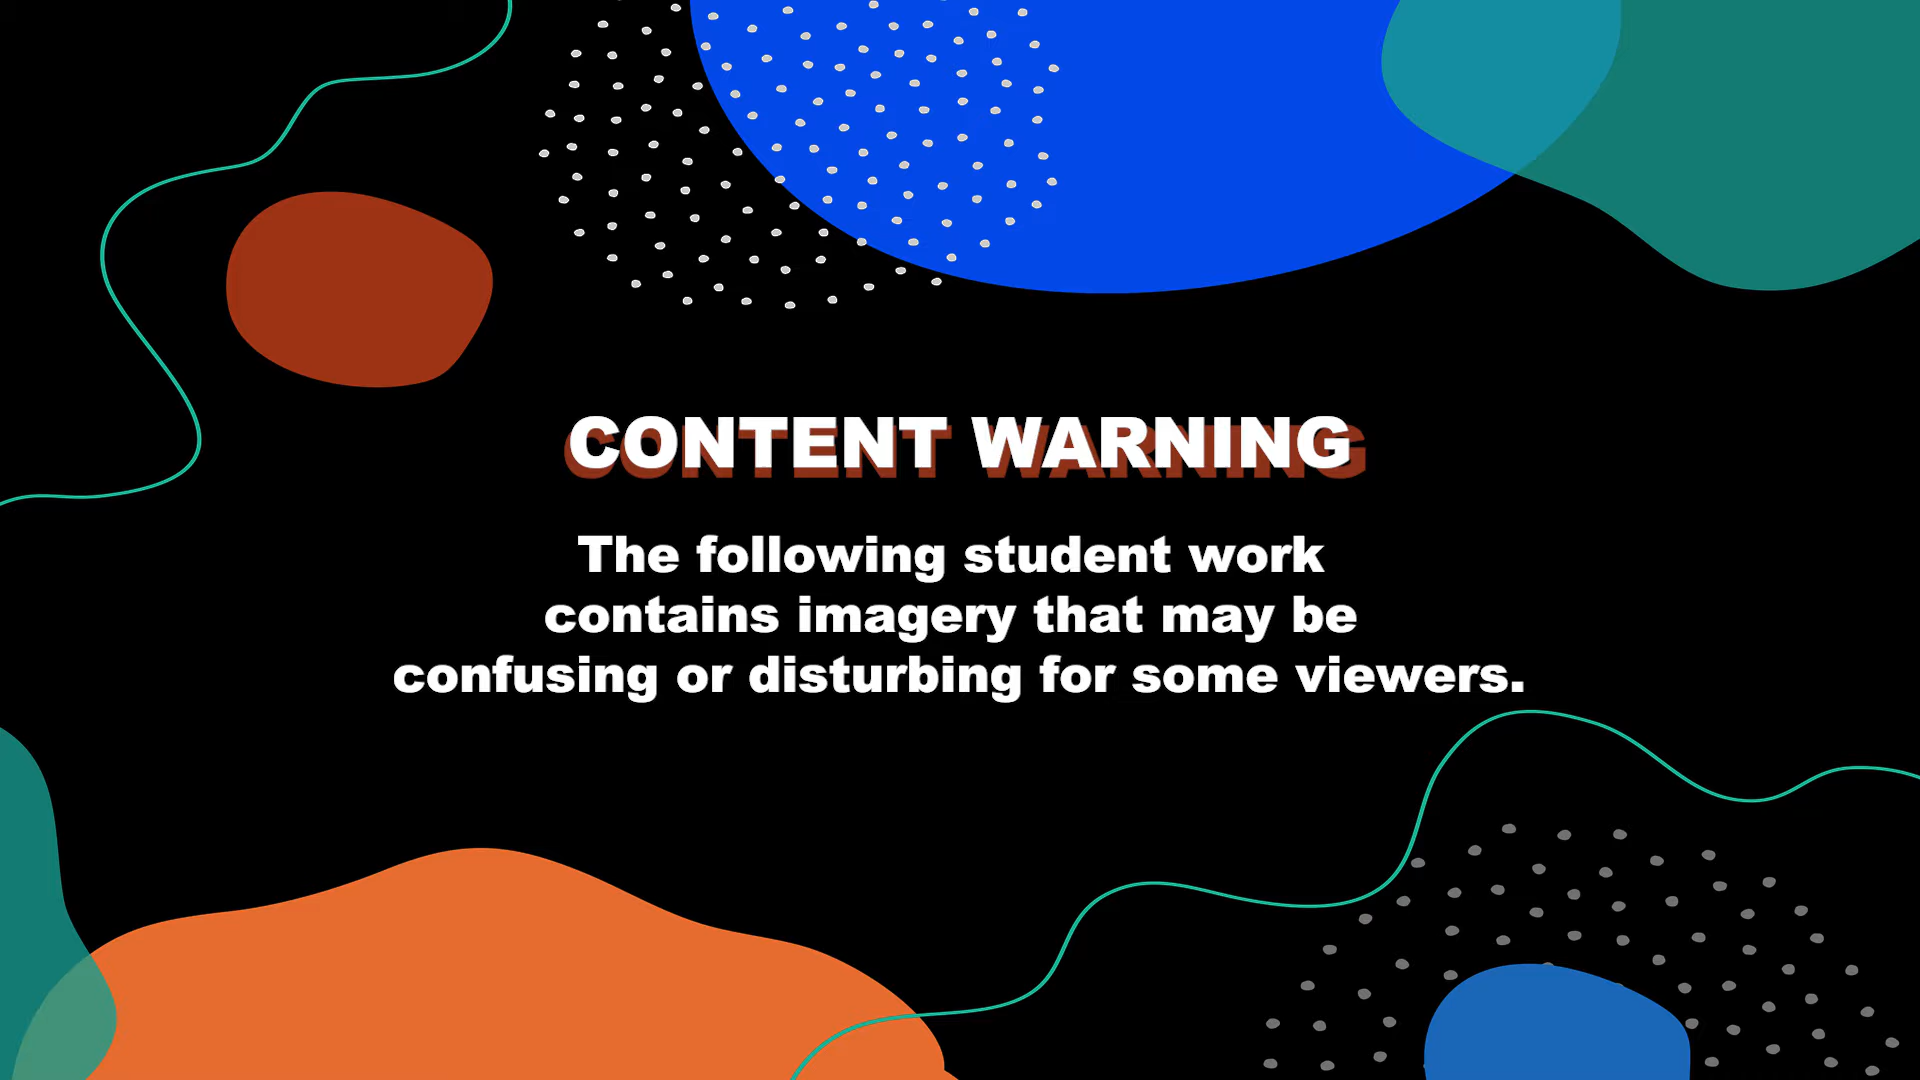 CONTENT WARNING
The following student work
contains imagery that may be
confusing or disturbing for some viewers.